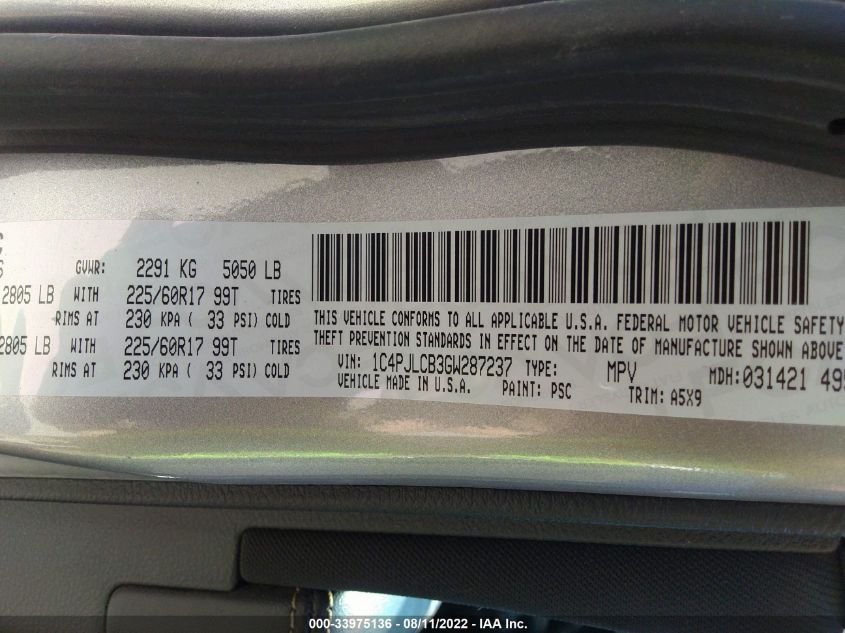 GVWR: 2291 KG 5050 LB
2805 LB WITH 225/60R17 99T TIRES
RIMS AT 230 KPA ( 33 PSI) COLD
2805 LB WITH 225/60R17 99T TIRES
RIMS AT 230 KPA ( 33 PSI) COLD
THIS VEHICLE CONFORMS TO ALL APPLICABLE U.S.A. FEDERAL MOTOR VEHICLE SAFETY
THEFT PREVENTION STANDARDS IN EFFECT ON THE DATE OF MANUFACTURE SHOWN ABOVE
VIN: 1C4PJLCB3GW287237 TYPE: MPV MDH:031421 495
VEHICLE MADE IN U.S.A. PAINT: PSC TRIM: A5X9
000-33975136 - 08/11/2022 - IAA Inc.